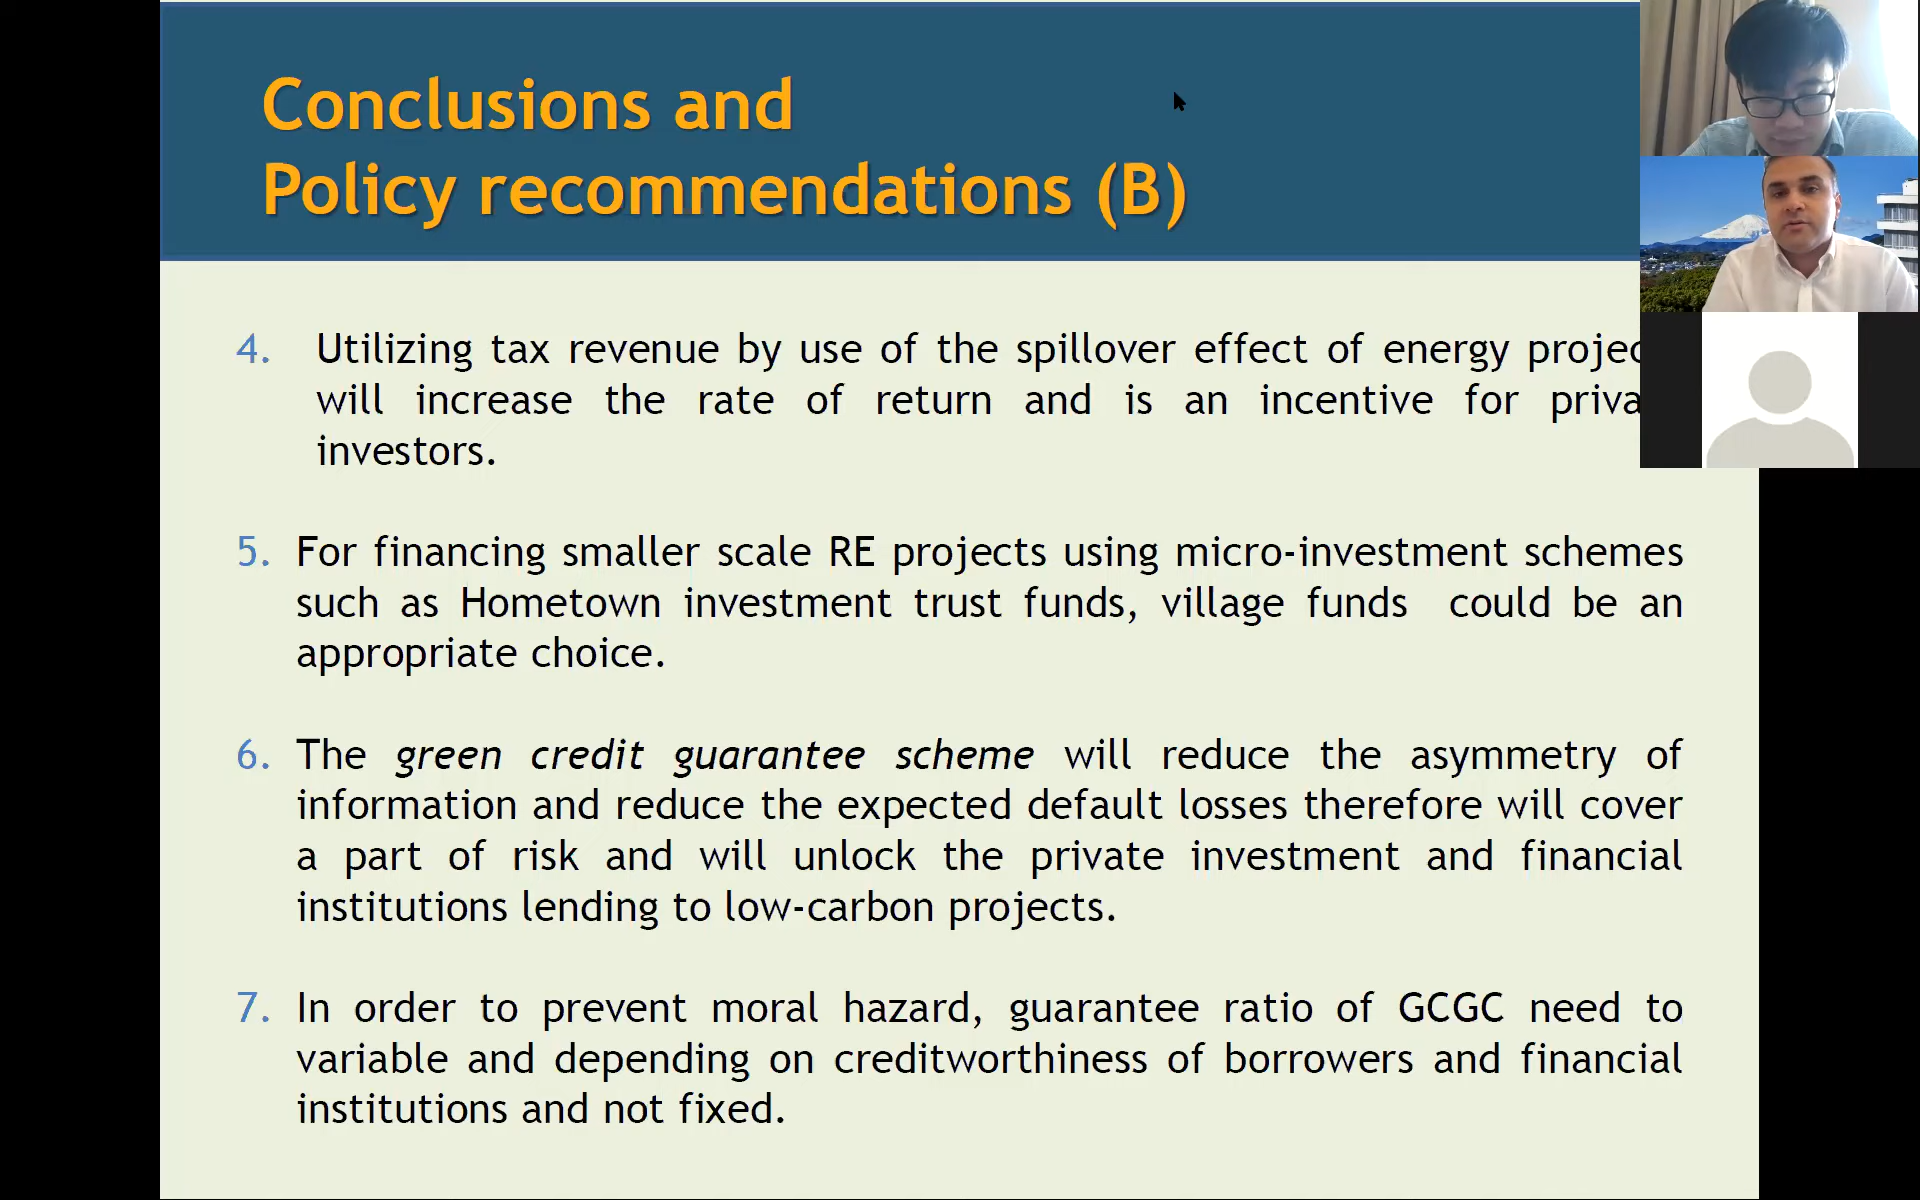 Conclusions and
Policy recommendations (B)
4. Utilizing tax revenue by use of the spillover effect of energy
will increase the rate of return and is an incentive for
investors.
5. For financing smaller scale RE projects using micro-investment schemes
such as Hometown investment trust funds, village funds could be an
appropriate choice.
6. The green credit guarantee scheme will reduce the asymmetry of
information and reduce the expected default losses therefore will cover
a part of risk and will unlock the private investment and financial
institutions lending to low-carbon projects.
7. In order to prevent moral hazard, guarantee ratio of GCGC need to
variable and depending on creditworthiness of borrowers and financial
institutions and not fixed.